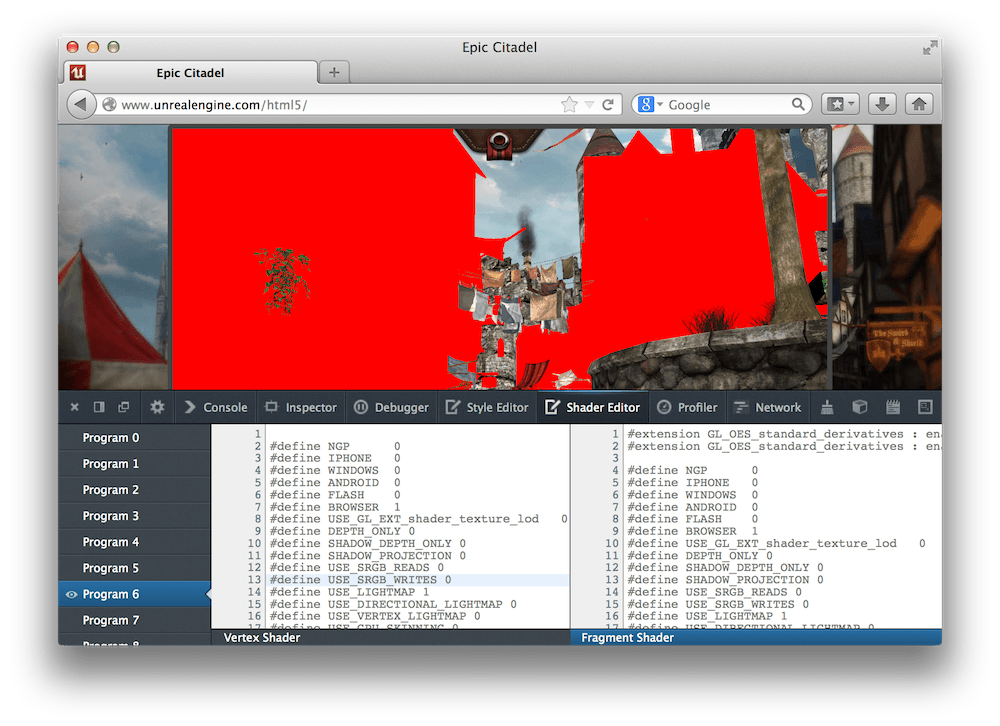 Epic Citadel
Epic Citadel
www.unrealengine.com/html5/
Google
The Sword
& Shield
Console
Inspector
Debugger
Style Editor
Shader Editor
Profiler
Network
Program 0
Program 1
Program 2
Program 3
Program 4
Program 5
Program 6
Program 7
Program 8
1
2 #define NGP 0
3 #define IPHONE 0
4 #define WINDOWS 0
5 #define ANDROID 0
6 #define FLASH 0
7 #define BROWSER 1
8 #define USE_GL_EXT_shader_texture_lod 0
9 #define DEPTH_ONLY 0
10 #define SHADOW_DEPTH_ONLY 0
11 #define SHADOW_PROJECTION 0
12 #define USE_SRGB_READS 0
13 #define USE_SRGB_WRITES 0
14 #define USE_LIGHTMAP 1
15 #define USE_DIRECTIONAL_LIGHTMAP 0
16 #define USE_VERTEX_LIGHTMAP 0
17 #define USE_GPU_SKINNING 0
Vertex Shader
1 #extension GL_OES_standard_derivatives : ena
2 #extension GL_OES_standard_derivatives : ena
3
4 #define NGP 0
5 #define IPHONE 0
6 #define WINDOWS 0
7 #define ANDROID 0
8 #define FLASH 0
9 #define BROWSER 1
10 #define USE_GL_EXT_shader_texture_lod 0
11 #define DEPTH_ONLY 0
12 #define SHADOW_DEPTH_ONLY 0
13 #define SHADOW_PROJECTION 0
14 #define USE_SRGB_READS 0
15 #define USE_SRGB_WRITES 0
16 #define USE_LIGHTMAP 1
17 #define USE_DIRECTIONAL_LIGHTMAP 0
Fragment Shader